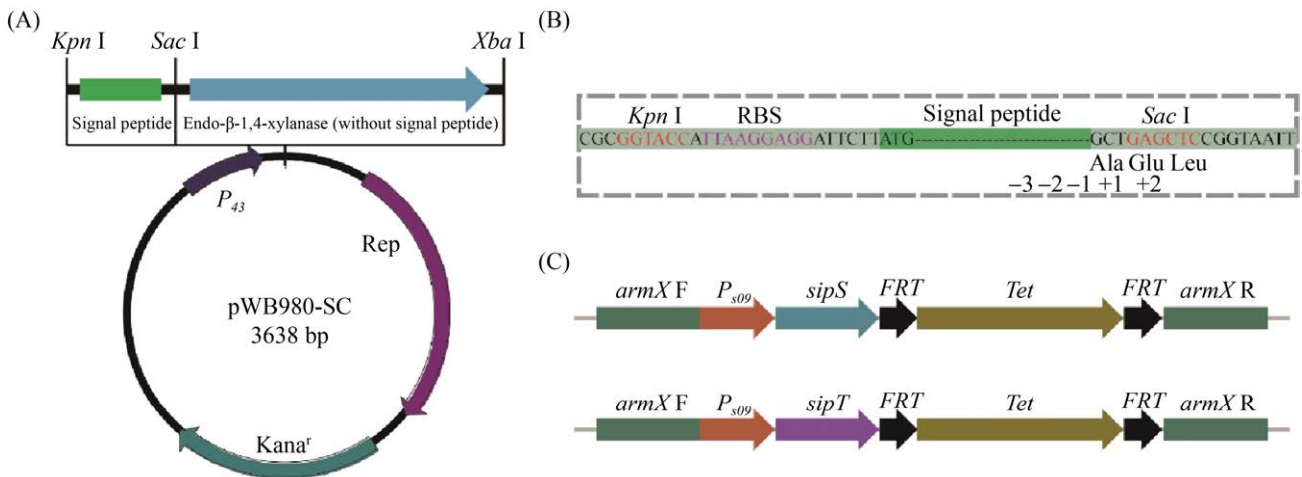 (A)
Kpn I Sac I Xba I
Signal peptide Endo-β-1,4-xylanase (without signal peptide)
P43
Rep
pWB980-SC
3638 bp
Kanaʳ
(B)
Kpn I RBS Signal peptide Sac I
CGCGGTACCATTAAGGAGGATTCTTATG-------------------------GCTGAGCTCCGGTAATT
Ala Glu Leu
–3 –2 –1 +1 +2
(C)
armX F Ps09 sipS FRT Tet FRT armX R
armX F Ps09 sipT FRT Tet FRT armX R